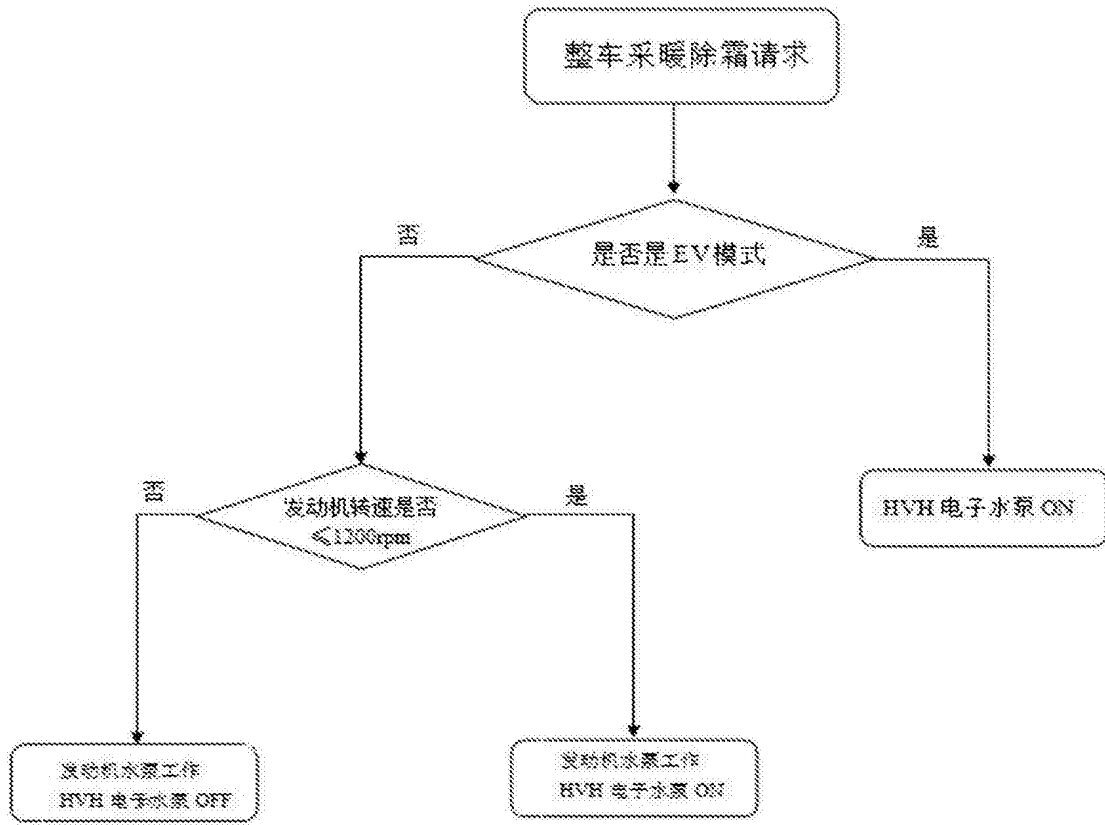 整车采暖除霜请求
否
是否是EV模式
是
否
发动机转速是否
≤1200rpm
是
HVH 电子水泵 ON
发动机水泵工作
HVH 电子水泵 OFF
发动机水泵工作
HVH 电子水泵 ON